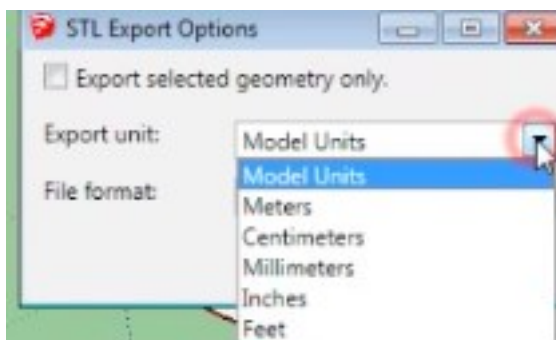 STL Export Options
Export selected geometry only.
Export unit:
Model Units
File format:
Model Units
Meters
Centimeters
Millimeters
Inches
Feet